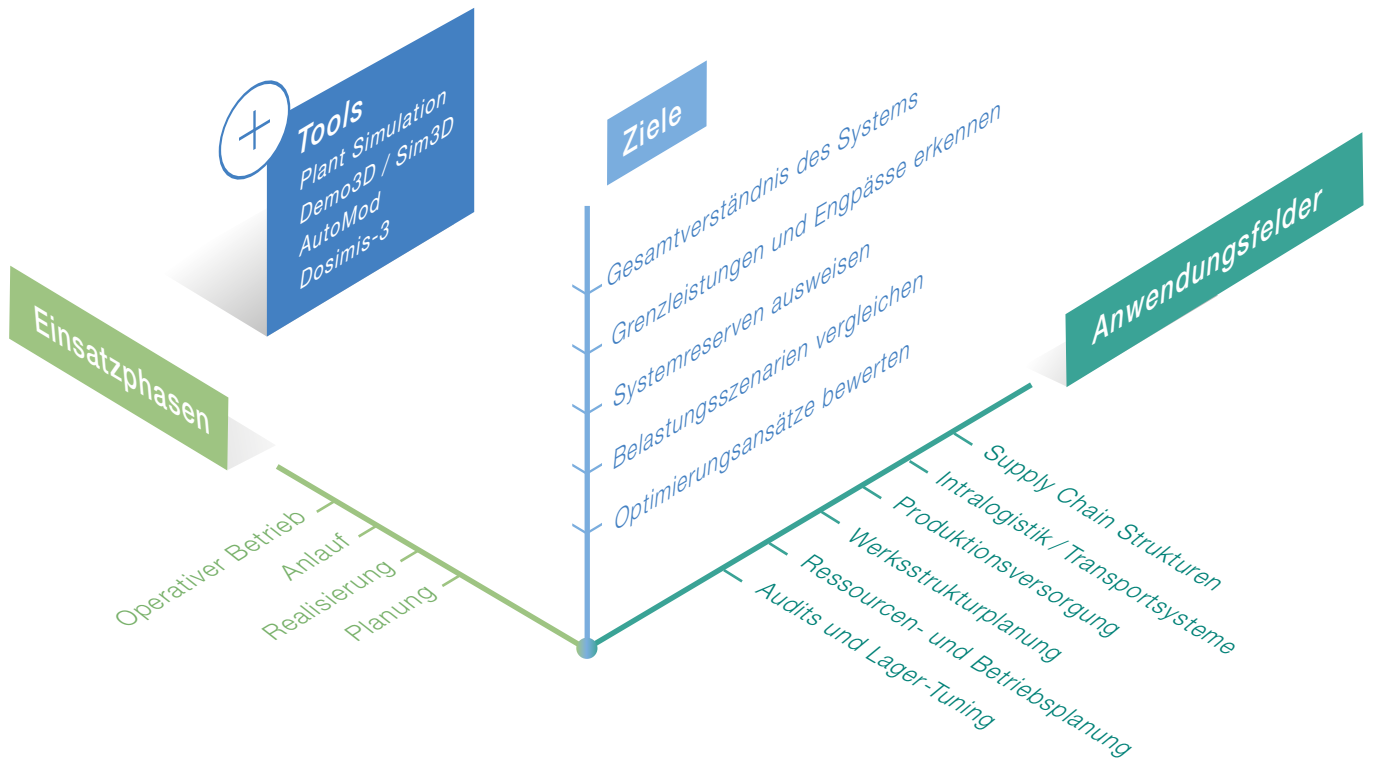 Tools
Plant Simulation
Demo3D / Sim3D
AutoMod
Dosimis-3
Ziele
Gesamtverständnis des Systems
Grenzleistungen und Engpässe erkennen
Systemreserven ausweisen
Belastungsszenarien vergleichen
Optimierungsansätze bewerten
Einsatzphasen
Operativer Betrieb
Anlauf
Realisierung
Planung
Anwendungsfelder
Supply Chain Strukturen
Intralogistik / Transportsysteme
Produktionsversorgung
Werksstrukturplanung
Ressourcen- und Betriebsplanung
Audits und Lager-Tuning